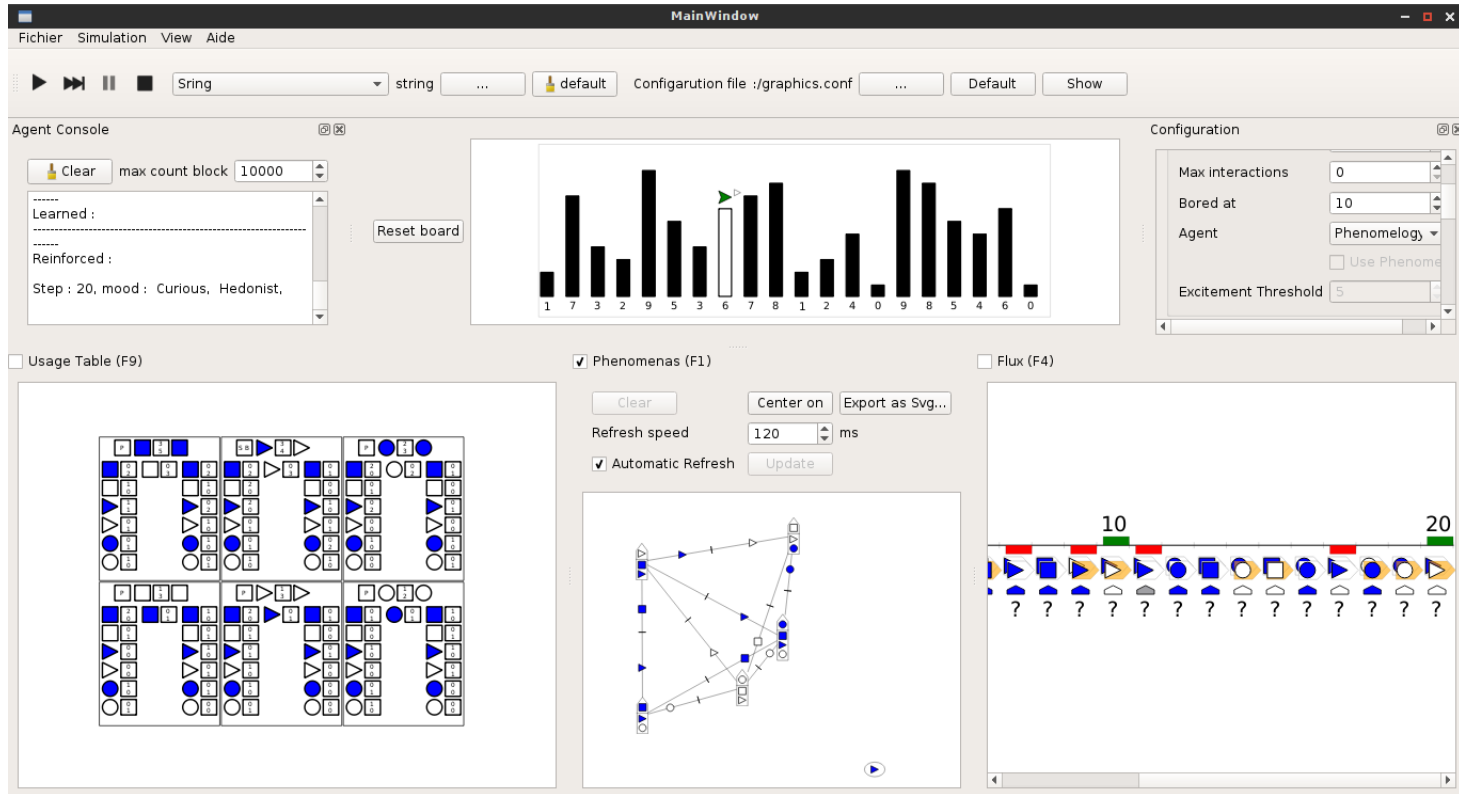 MainWindow
Fichier Simulation View Aide
Sring string ... default Configarution file :/graphics.conf ... Default Show
Agent Console
Configuration
Clear max count block 10000
------
Learned :
------------------------------------------------------------------
------
Reinforced :
Step : 20, mood : Curious, Hedonist,
Reset board
1 7 3 2 9 5 3 6 7 8 1 2 4 0 9 8 5 4 6 0
Max interactions 0
Bored at 10
Agent Phenomelogy
Use Phenome
Excitement Threshold 5
Usage Table (F9)
Phenomenas (F1)
Flux (F4)
Clear Center on Export as Svg...
Refresh speed 120 ms
Automatic Refresh Update
P S B P
P P P
10 20
? ? ? ? ? ? ? ? ? ? ? ? ? ?